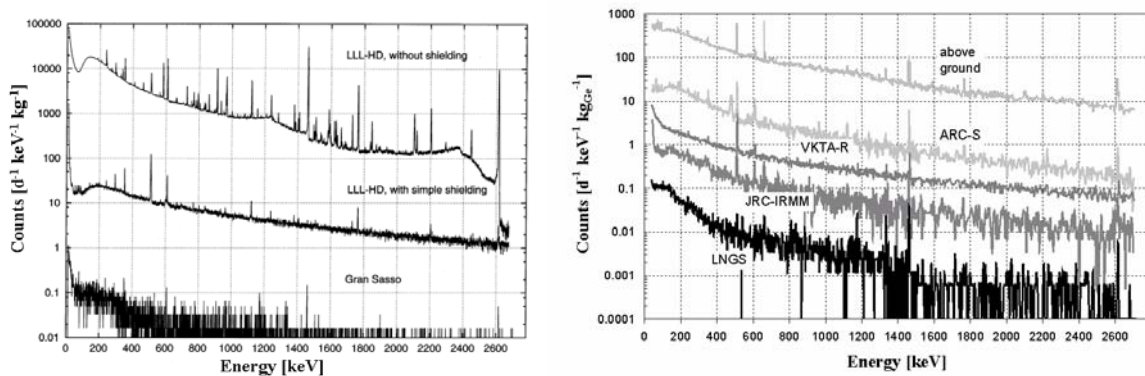 100000
10000
1000
100
10
1
0.1
0.01
Counts [d⁻¹ keV⁻¹ kg⁻¹]
LLL-HD, without shielding
LLL-HD, with simple shielding
Gran Sasso
0 200 400 600 800 1000 1200 1400 1600 1800 2000 2200 2400 2600
Energy [keV]
1000
100
10
1
0.1
0.01
0.001
0.0001
Counts [d⁻¹ keV⁻¹ kg_Ge⁻¹]
above
ground
ARC-S
VKTA-R
JRC-IRMM
LNGS
0 200 400 600 800 1000 1200 1400 1600 1800 2000 2200 2400 2600
Energy [keV]